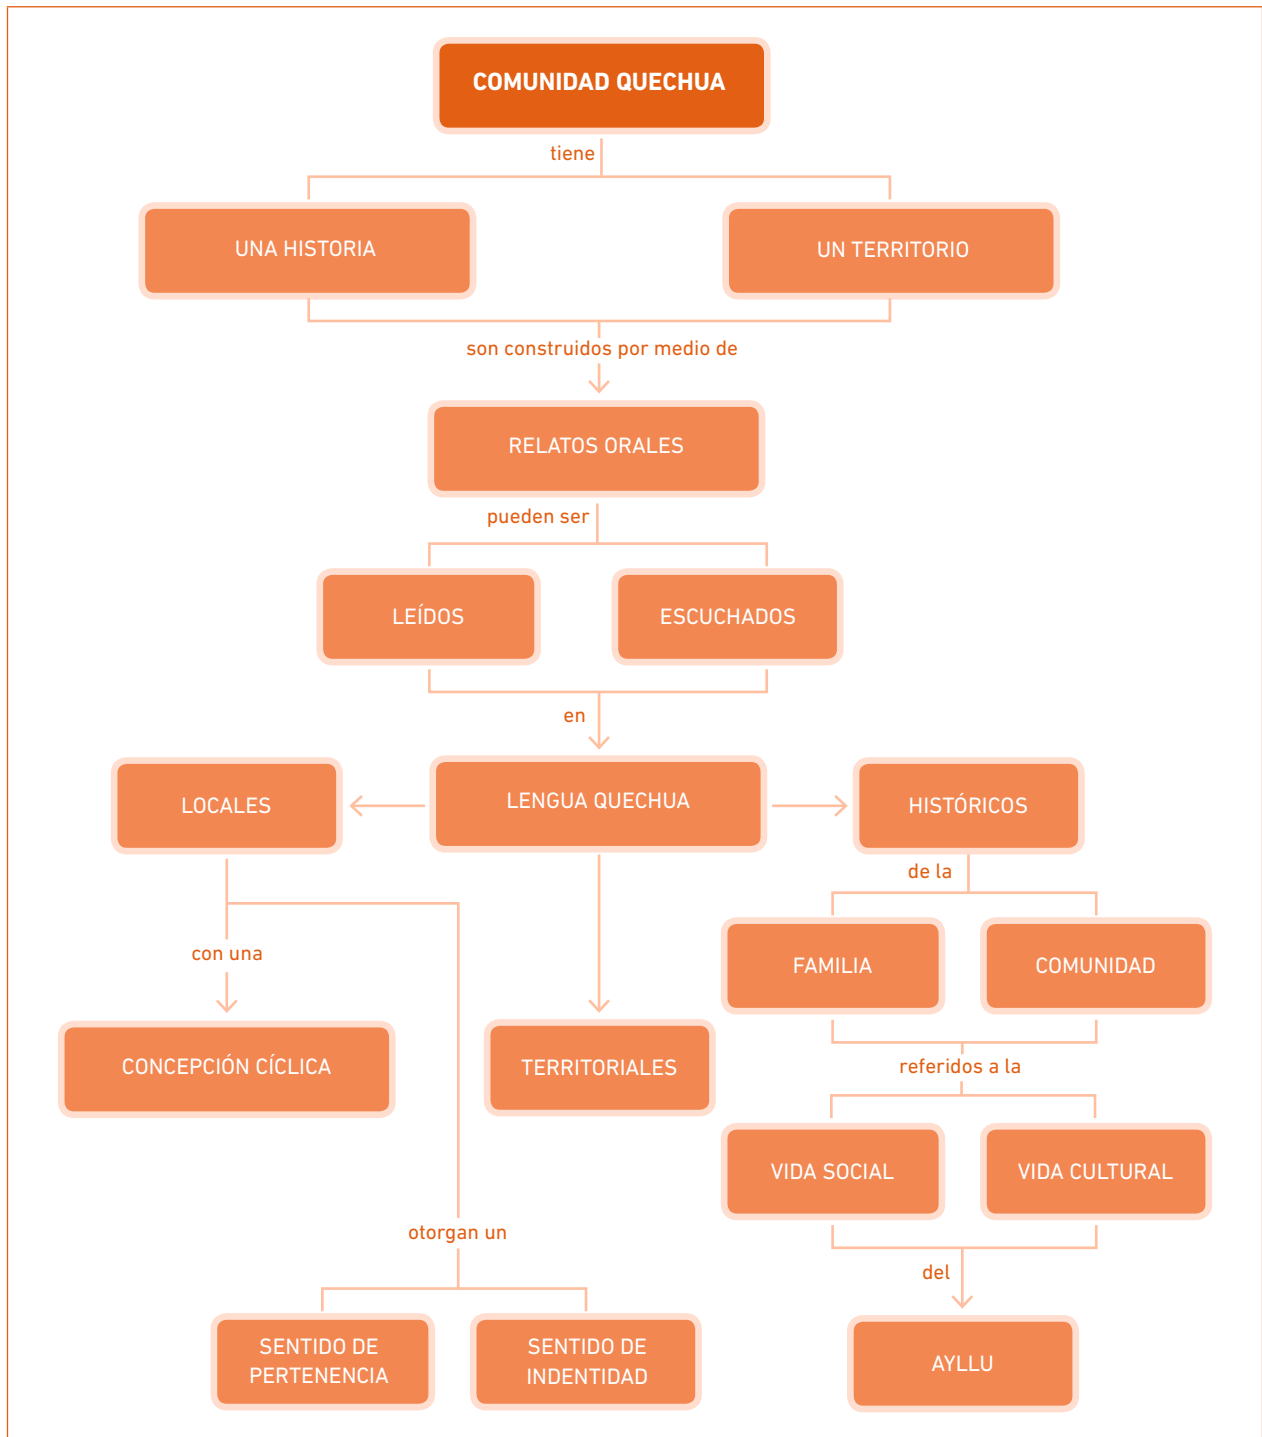 COMUNIDAD QUECHUA
tiene
UNA HISTORIA
UN TERRITORIO
son construidos por medio de
RELATOS ORALES
pueden ser
LEÍDOS
ESCUCHADOS
en
LOCALES
LENGUA QUECHUA
HISTÓRICOS
de la
con una
FAMILIA
COMUNIDAD
CONCEPCIÓN CÍCLICA
TERRITORIALES
referidos a la
VIDA SOCIAL
VIDA CULTURAL
otorgan un
del
SENTIDO DE
PERTENENCIA
SENTIDO DE
INDENTIDAD
AYLLU